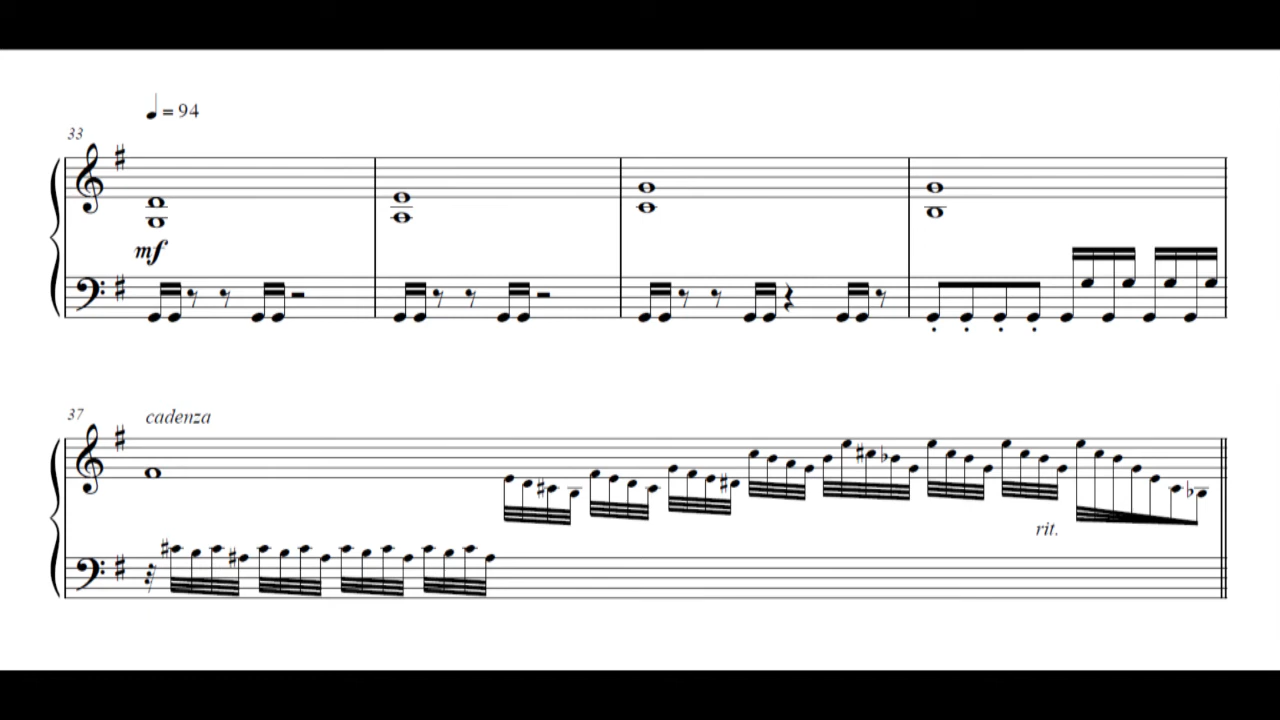 ♩ = 94
33
mf
37
cadenza
rit.